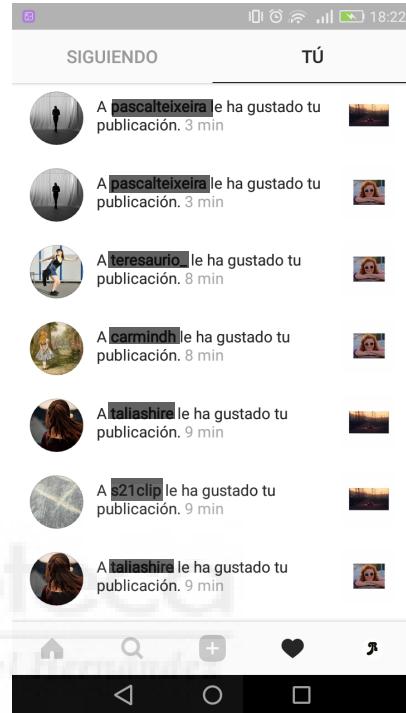 18:22
SIGUIENDO TÚ
A pascalteixeira le ha gustado tu
publicación. 3 min
A pascalteixeira le ha gustado tu
publicación. 3 min
A teresaurio_ le ha gustado tu
publicación. 8 min
A carmindh le ha gustado tu
publicación. 8 min
A taliashire le ha gustado tu
publicación. 9 min
A s21clip le ha gustado tu
publicación. 9 min
A taliashire le ha gustado tu
publicación. 9 min